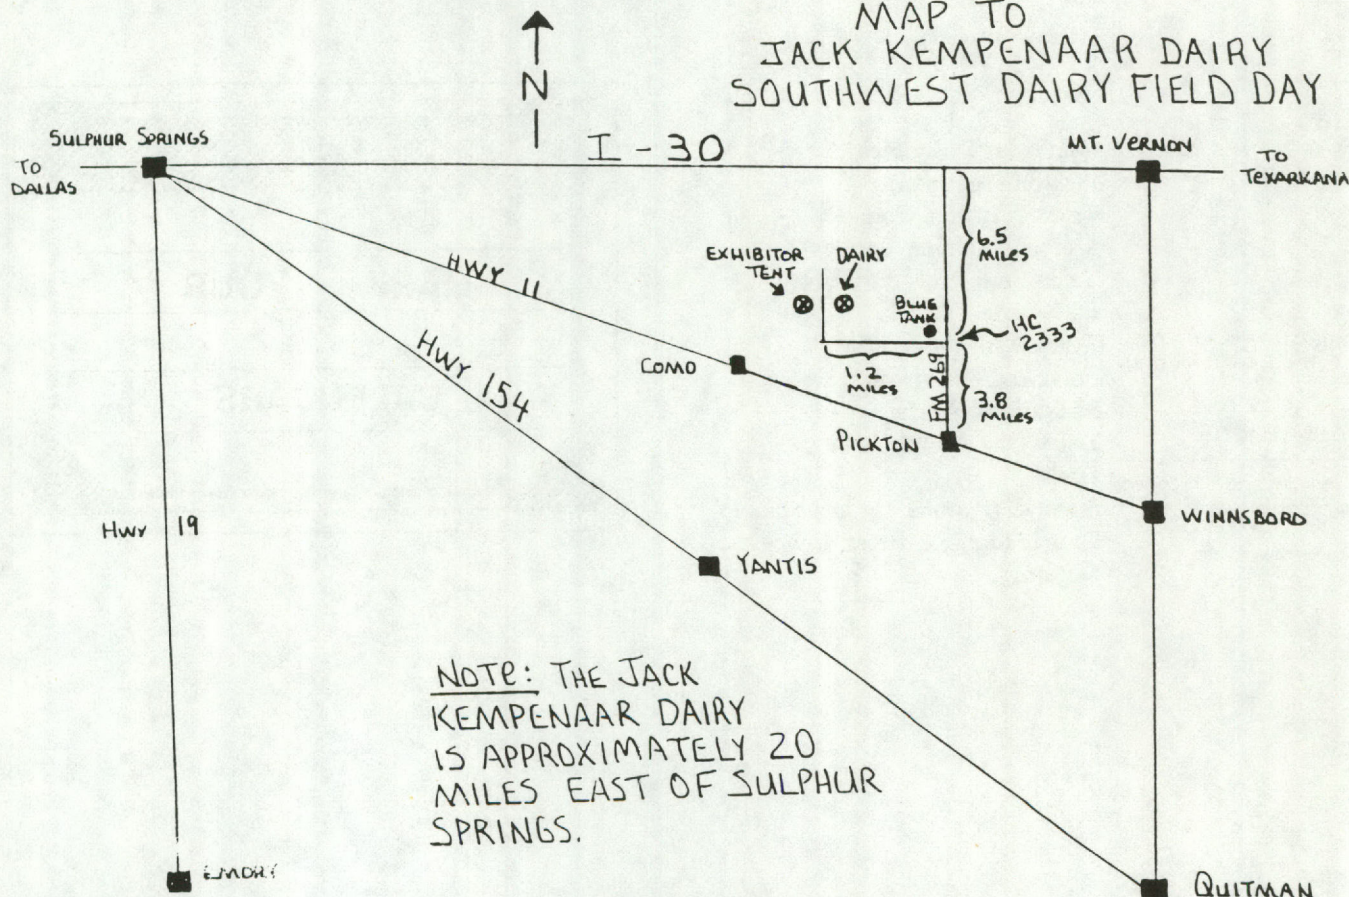 MAP TO
JACK KEMPENAAR DAIRY
SOUTHWEST DAIRY FIELD DAY
N
I-30
SULPHUR SPRINGS
TO
DALLAS
MT. VERNON
TO
TEXARKANA
6.5
MILES
EXHIBITOR
TENT
DAIRY
BLUE
TANK
HC
2333
HWY 11
HWY 154
COMO
1.2
MILES
FM 269
3.8
MILES
PICKTON
HWY 19
WINNSBORO
YANTIS
NOTE: THE JACK
KEMPENAAR DAIRY
IS APPROXIMATELY 20
MILES EAST OF SULPHUR
SPRINGS.
EMORY
QUITMAN